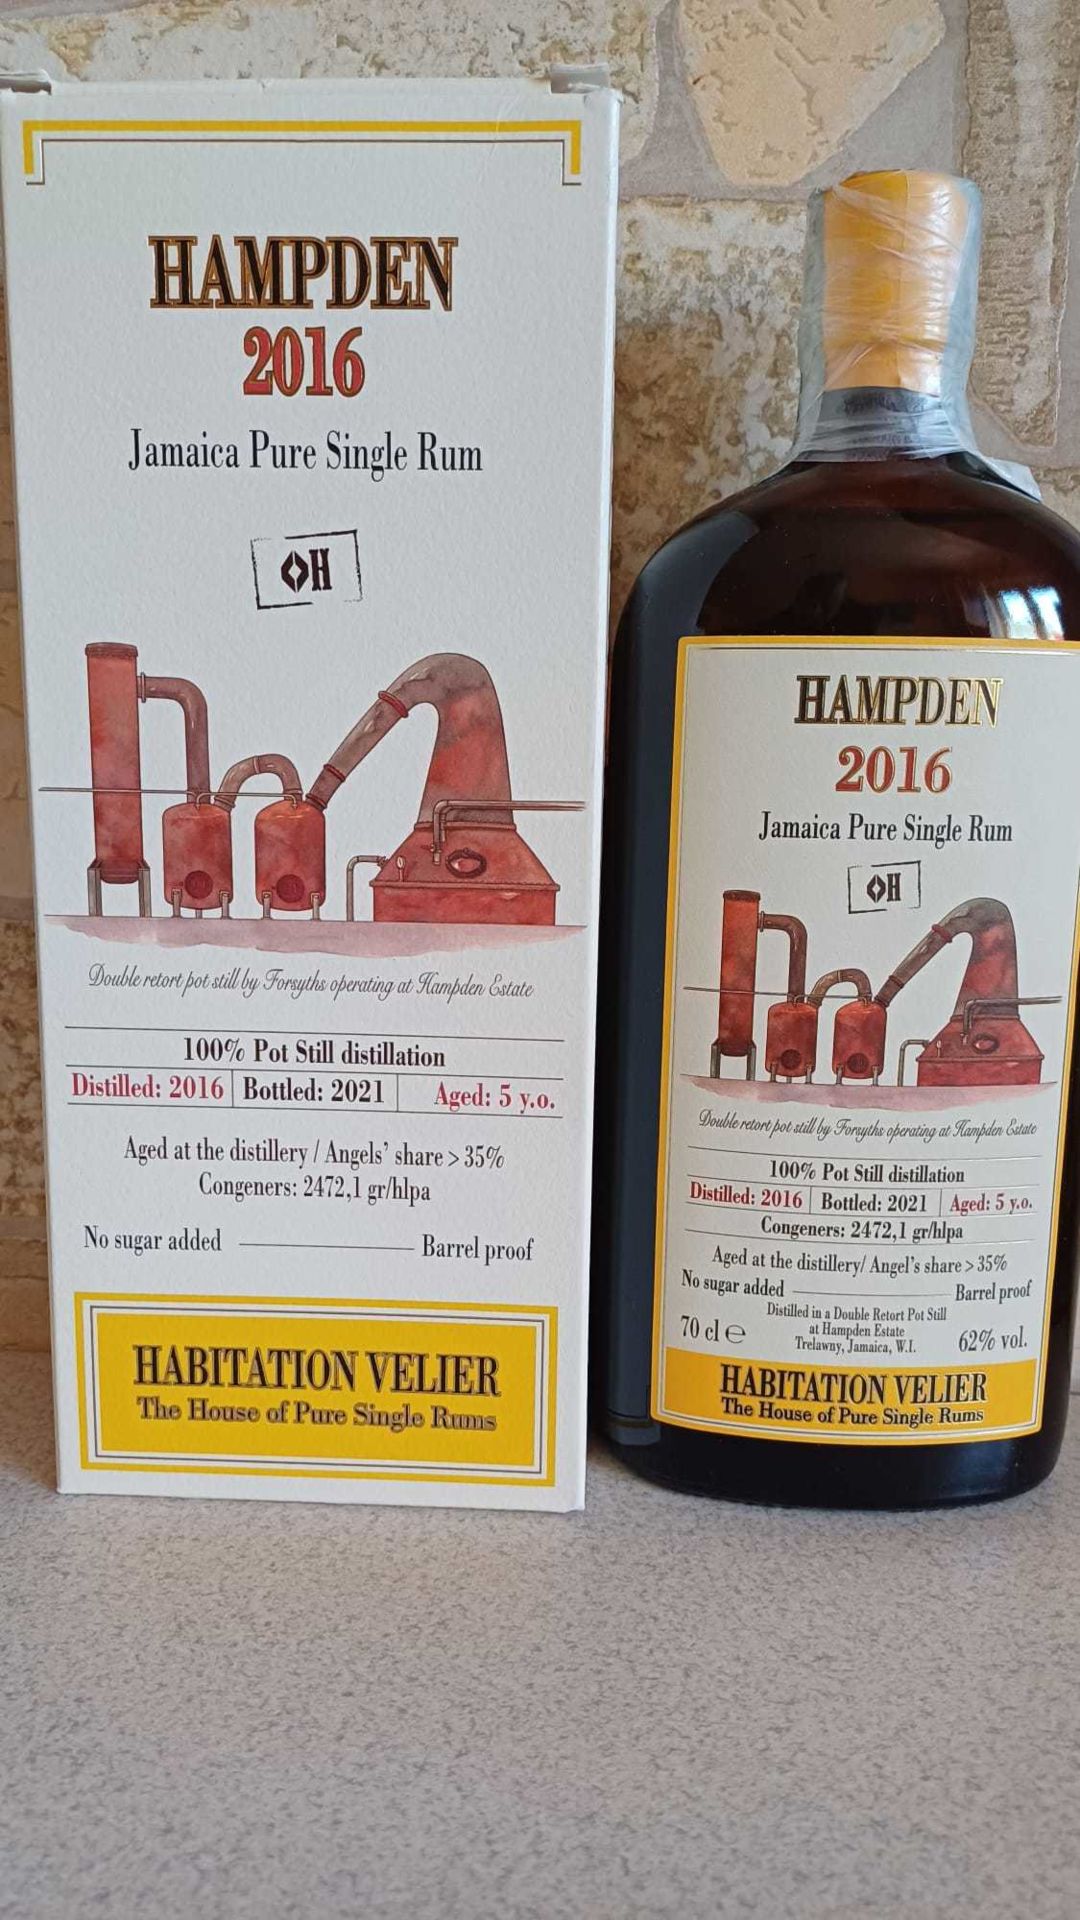 HAMPDEN
2016
Jamaica Pure Single Rum
<>H
Double retort pot still by Forsyths operating at Hampden Estate
100% Pot Still distillation
Distilled: 2016 Bottled: 2021 Aged: 5 y.o.
Aged at the distillery / Angels' share > 35%
Congeners: 2472,1 gr/hlpa
No sugar added Barrel proof
HABITATION VELIER
The House of Pure Single Rums
HAMPDEN
2016
Jamaica Pure Single Rum
<>H
Double retort pot still by Forsyths operating at Hampden Estate
100% Pot Still distillation
Distilled: 2016 Bottled: 2021 Aged: 5 y.o.
Congeners: 2472,1 gr/hlpa
Aged at the distillery/ Angel's share > 35%
No sugar added Barrel proof
Distilled in a Double Retort Pot Still
at Hampden Estate
Trelawny, Jamaica, W.I.
70 cl ℮ 62% vol.
HABITATION VELIER
The House of Pure Single Rums